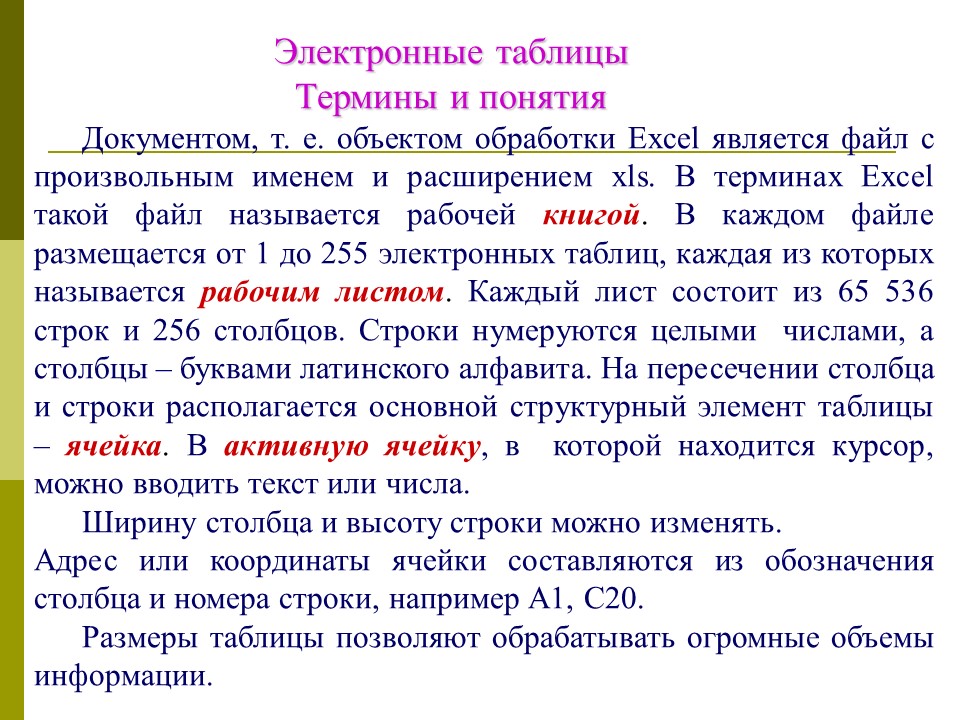 Электронные таблицы
Термины и понятия
Документом, т. е. объектом обработки Excel является файл с
произвольным именем и расширением xls. В терминах Excel
такой файл называется рабочей книгой. В каждом файле
размещается от 1 до 255 электронных таблиц, каждая из которых
называется рабочим листом. Каждый лист состоит из 65 536
строк и 256 столбцов. Строки нумеруются целыми числами, а
столбцы – буквами латинского алфавита. На пересечении столбца
и строки располагается основной структурный элемент таблицы
– ячейка. В активную ячейку, в которой находится курсор,
можно вводить текст или числа.
Ширину столбца и высоту строки можно изменять.
Адрес или координаты ячейки составляются из обозначения
столбца и номера строки, например А1, С20.
Размеры таблицы позволяют обрабатывать огромные объемы
информации.